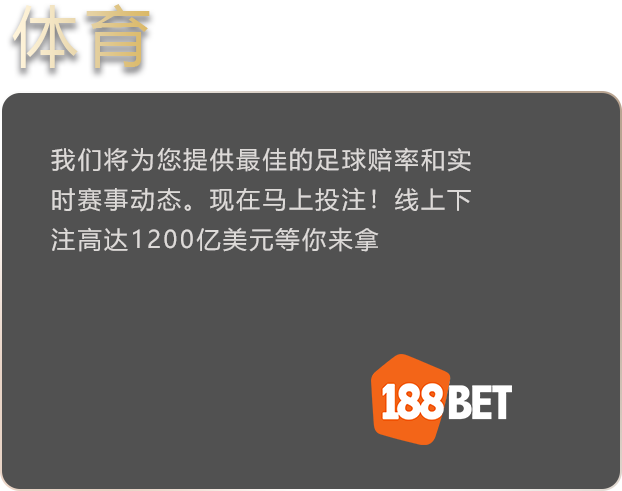 体育
我们将为您提供最佳的足球赔率和实
时赛事动态。现在马上投注！线上下
注高达1200亿美元等你来拿
188BET